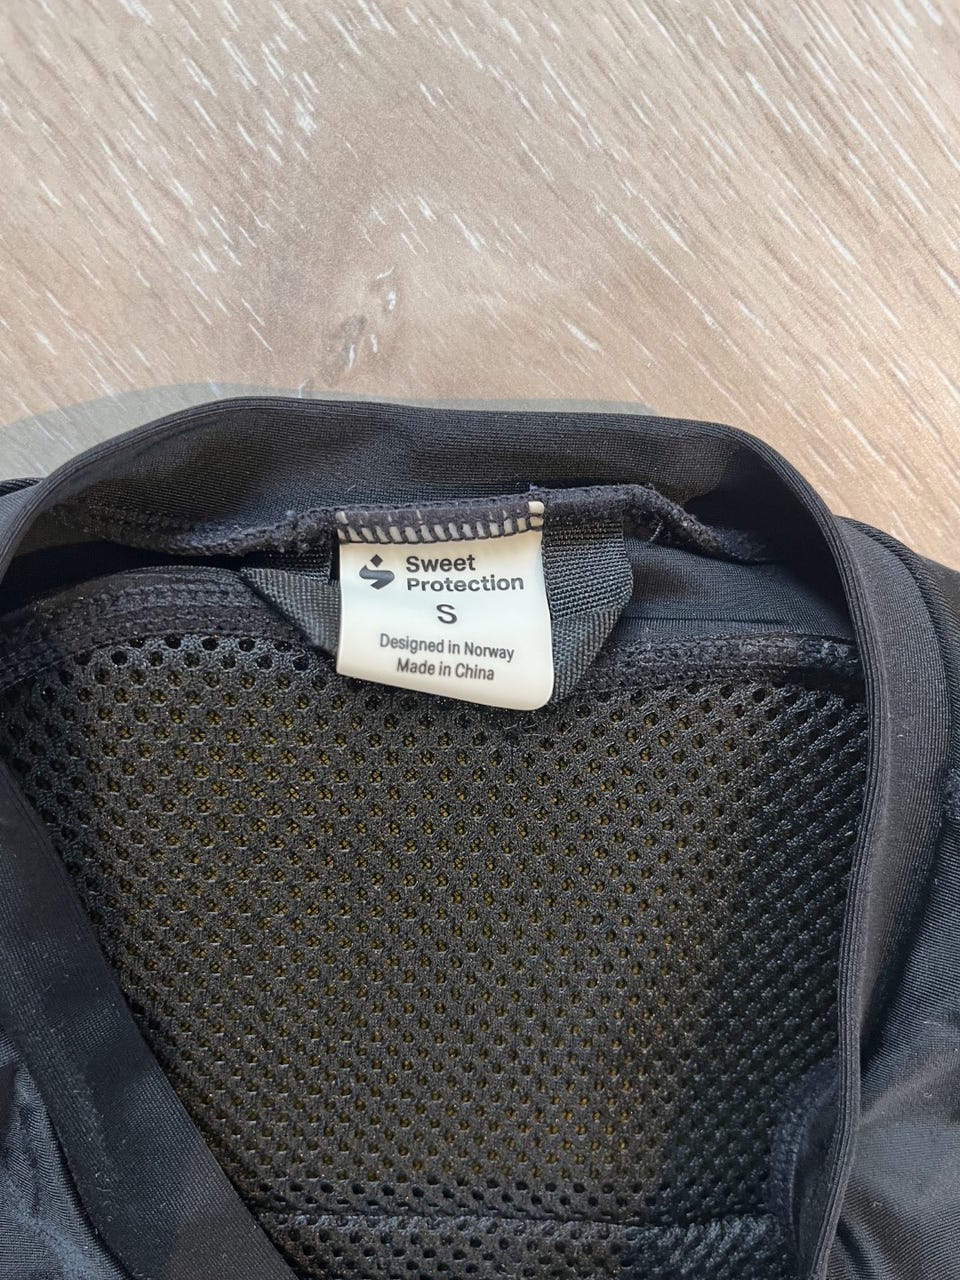 Sweet
Protection
S
Designed in Norway
Made in China